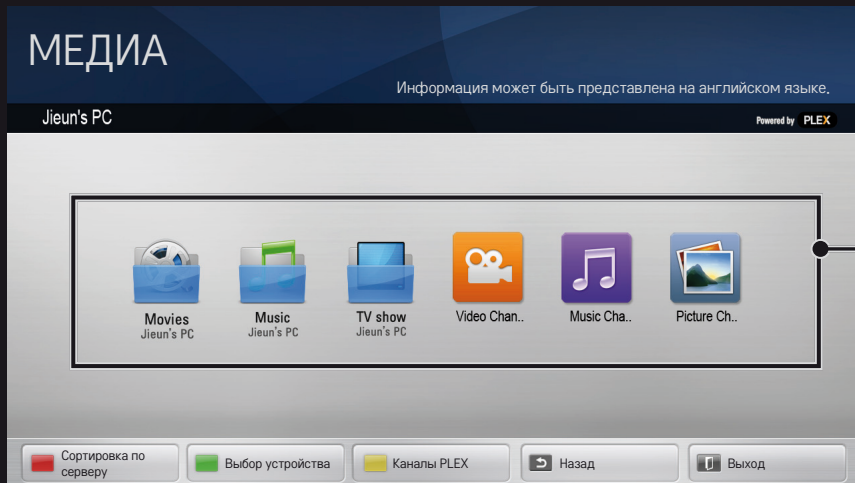 МЕДИА
Информация может быть представлена на английском языке.
Jieun's PC
Powered by PLEX
Movies
Jieun's PC
Music
Jieun's PC
TV show
Jieun's PC
Video Chan..
Music Cha..
Picture Ch..
Сортировка по
серверу
Выбор устройства
Каналы PLEX
Назад
Выход